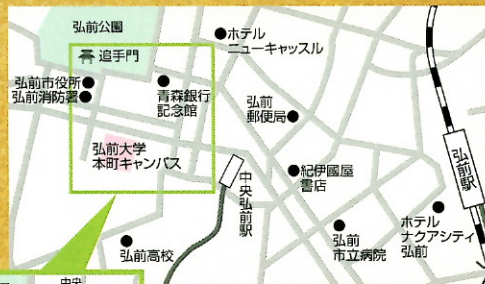 弘前公園
追手門
弘前市役所
弘前消防署
青森銀行
記念館
ホテル
ニューキャッスル
弘前
郵便局
弘前大学
本町キャンパス
中央弘前駅
紀伊國屋
書店
弘前駅
弘前高校
弘前
市立病院
ホテル
ナクアシティ
弘前
中央